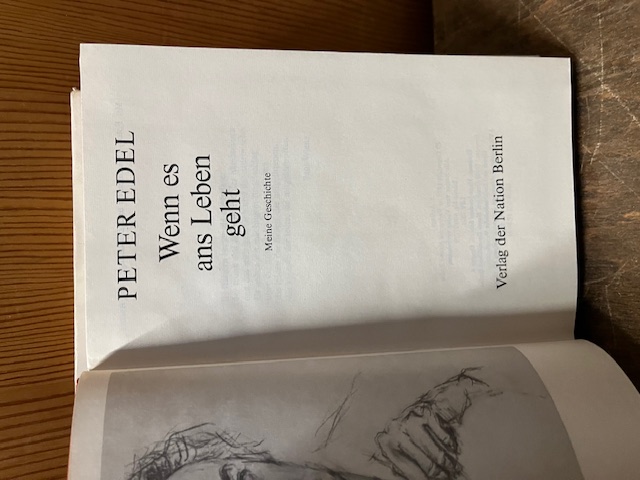 PETER EDEL
Wenn es
ans Leben
geht
Meine Geschichte
Verlag der Nation Berlin